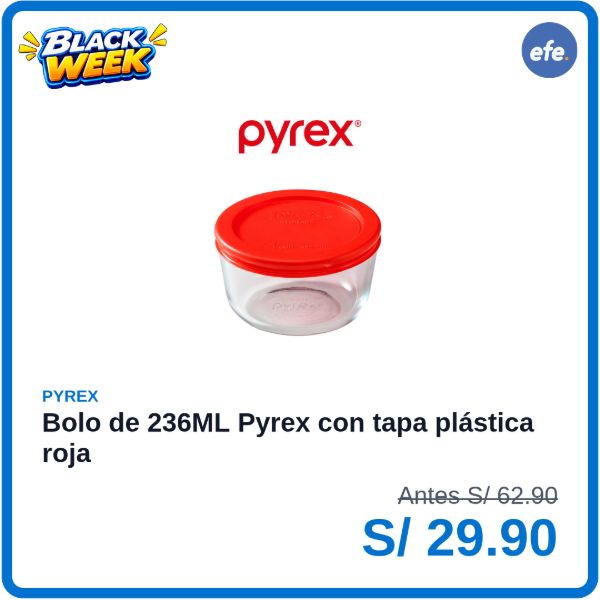 BLACK
WEEK
efe.
pyrex®
PYREX
Bolo de 236ML Pyrex con tapa plástica
roja
Antes S/ 62.90
S/ 29.90